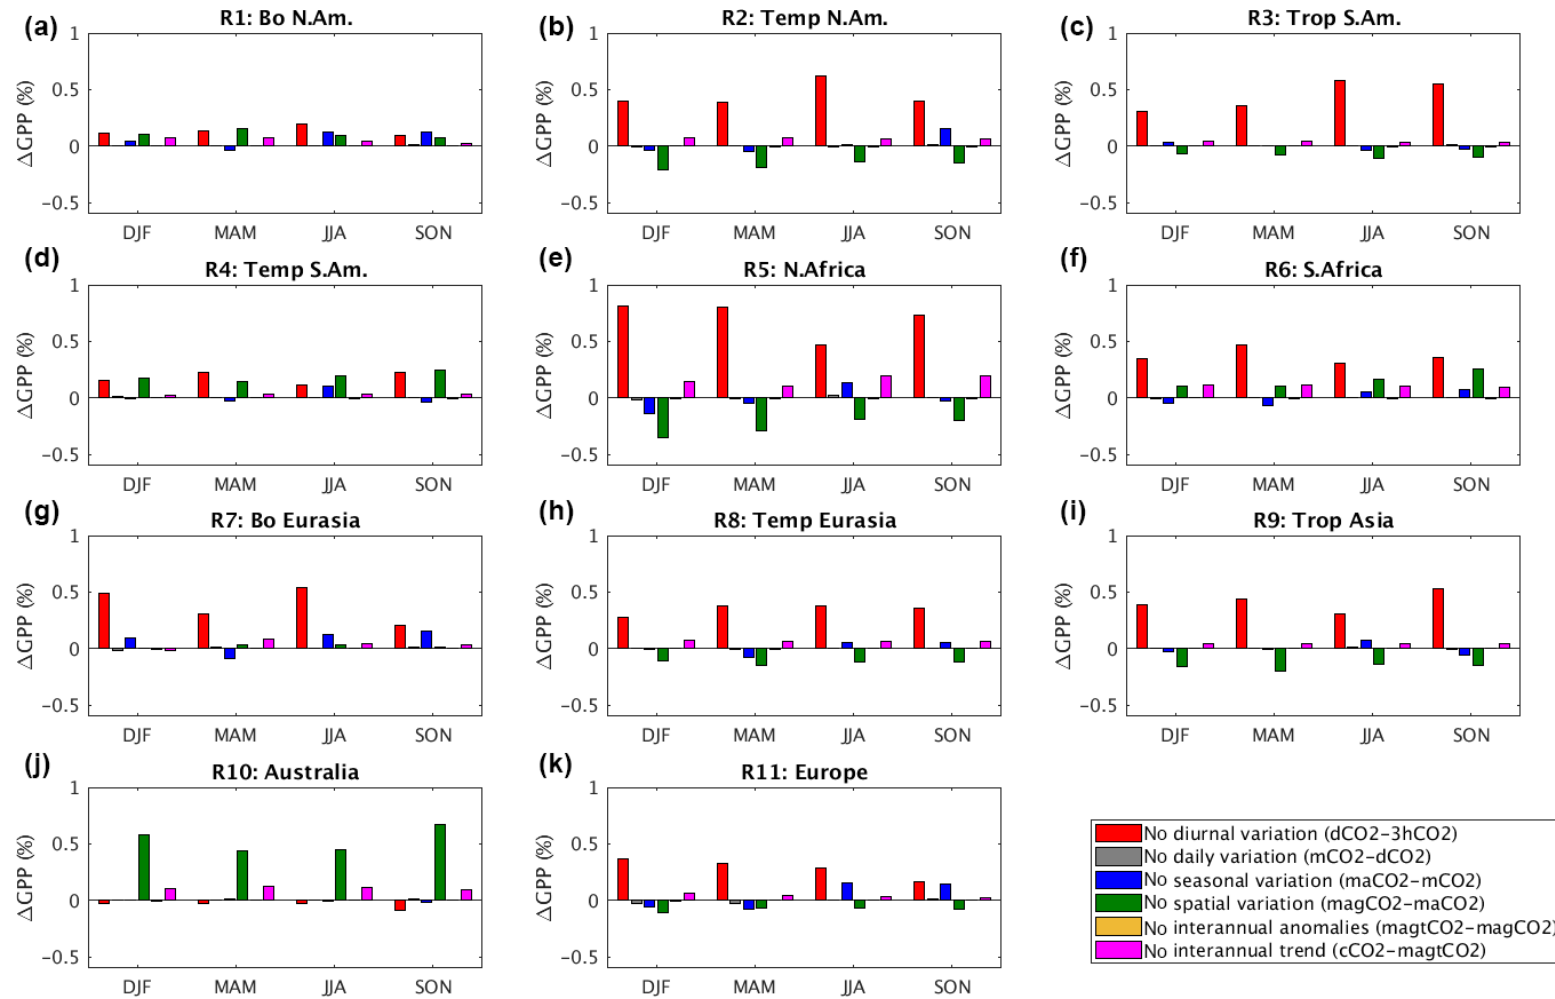 (a) R1: Bo N.Am.
1
0.5
0
−0.5
ΔGPP (%)
DJF MAM JJA SON
(b) R2: Temp N.Am.
1
0.5
0
−0.5
ΔGPP (%)
DJF MAM JJA SON
(c) R3: Trop S.Am.
1
0.5
0
−0.5
ΔGPP (%)
DJF MAM JJA SON
(d) R4: Temp S.Am.
1
0.5
0
−0.5
ΔGPP (%)
DJF MAM JJA SON
(e) R5: N.Africa
1
0.5
0
−0.5
ΔGPP (%)
DJF MAM JJA SON
(f) R6: S.Africa
1
0.5
0
−0.5
ΔGPP (%)
DJF MAM JJA SON
(g) R7: Bo Eurasia
1
0.5
0
−0.5
ΔGPP (%)
DJF MAM JJA SON
(h) R8: Temp Eurasia
1
0.5
0
−0.5
ΔGPP (%)
DJF MAM JJA SON
(i) R9: Trop Asia
1
0.5
0
−0.5
ΔGPP (%)
DJF MAM JJA SON
(j) R10: Australia
1
0.5
0
−0.5
ΔGPP (%)
DJF MAM JJA SON
(k) R11: Europe
1
0.5
0
−0.5
ΔGPP (%)
DJF MAM JJA SON
No diurnal variation (dCO2−3hCO2)
No daily variation (mCO2−dCO2)
No seasonal variation (maCO2−mCO2)
No spatial variation (magCO2−maCO2)
No interannual anomalies (magtCO2−magCO2)
No interannual trend (cCO2−magtCO2)